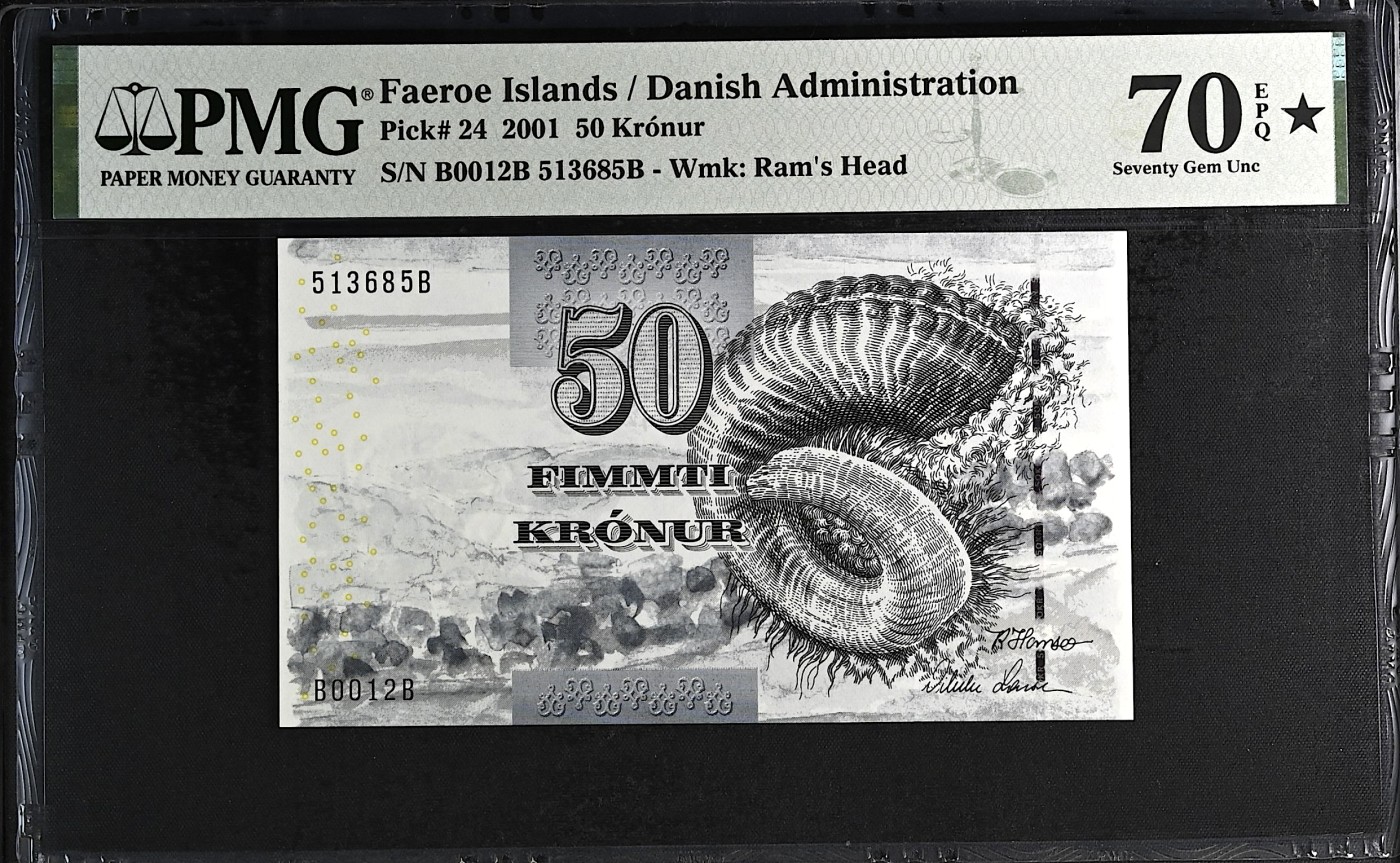 PMG®
PAPER MONEY GUARANTY
Faeroe Islands / Danish Administration
Pick# 24 2001 50 Krónur
S/N B0012B 513685B - Wmk: Ram's Head
70 EPQ ★
Seventy Gem Unc
513685B
50
FIMMTI
KRÓNUR
B0012B